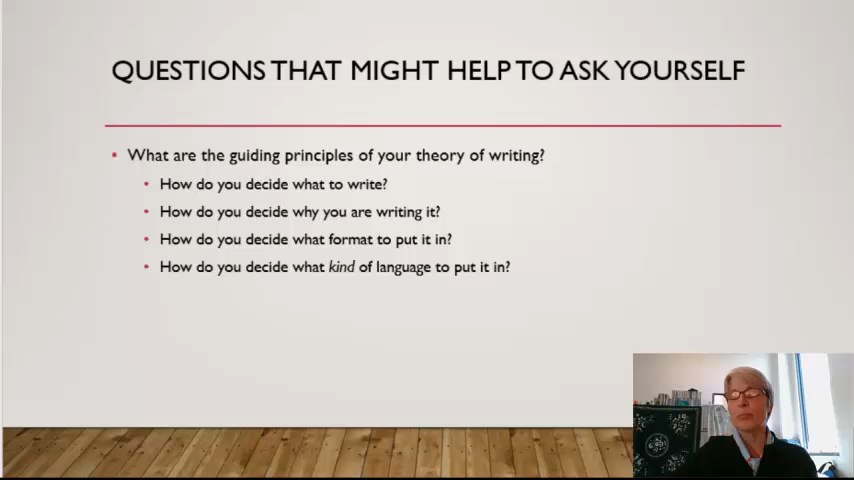 QUESTIONS THAT MIGHT HELP TO ASK YOURSELF
• What are the guiding principles of your theory of writing?
• How do you decide what to write?
• How do you decide why you are writing it?
• How do you decide what format to put it in?
• How do you decide what kind of language to put it in?